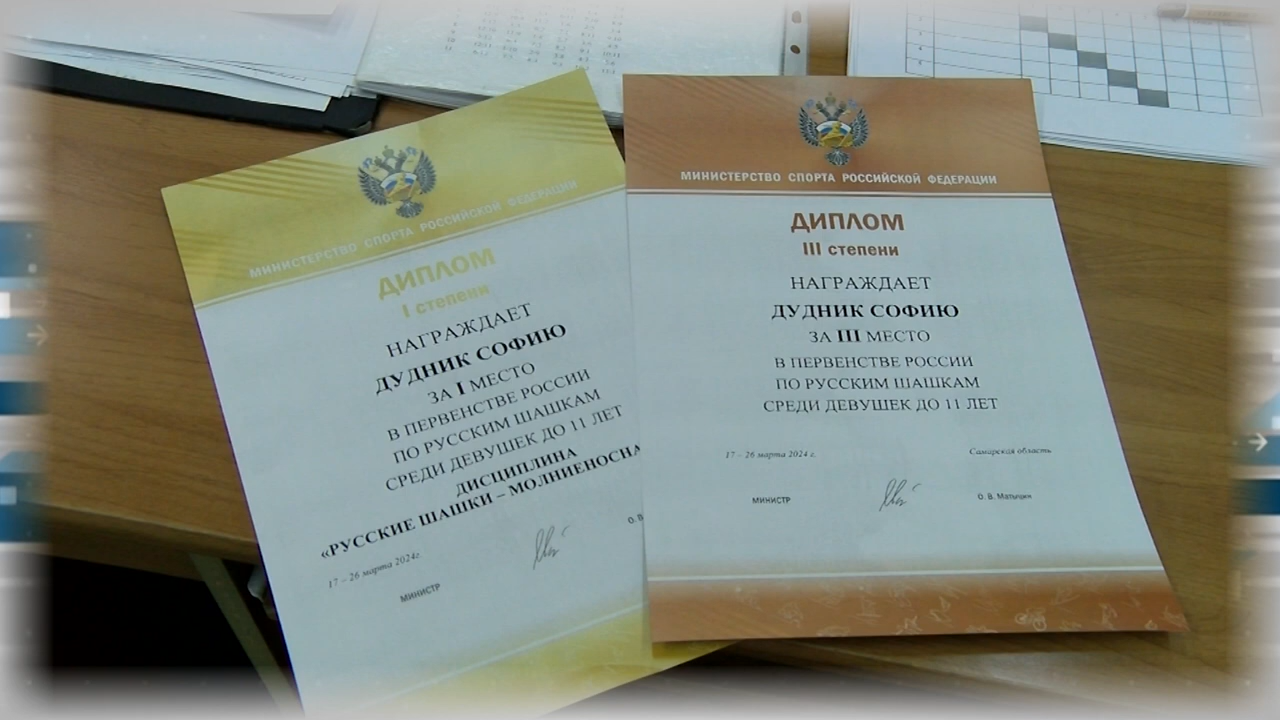 МИНИСТЕРСТВО СПОРТА РОССИЙСКОЙ ФЕДЕРАЦИИ
ДИПЛОМ
I степени
НАГРАЖДАЕТ
ДУДНИК СОФИЮ
ЗА I МЕСТО
В ПЕРВЕНСТВЕ РОССИИ
ПО РУССКИМ ШАШКАМ
СРЕДИ ДЕВУШЕК ДО 11 ЛЕТ
ДИСЦИПЛИНА
«РУССКИЕ ШАШКИ – МОЛНИЕНОСНА
17 – 26 марта 2024г.
МИНИСТР
О. В
МИНИСТЕРСТВО СПОРТА РОССИЙСКОЙ ФЕДЕРАЦИИ
ДИПЛОМ
III степени
НАГРАЖДАЕТ
ДУДНИК СОФИЮ
ЗА III МЕСТО
В ПЕРВЕНСТВЕ РОССИИ
ПО РУССКИМ ШАШКАМ
СРЕДИ ДЕВУШЕК ДО 11 ЛЕТ
17 – 26 марта 2024 г.
Самарская область
МИНИСТР
О. В. Матыцин